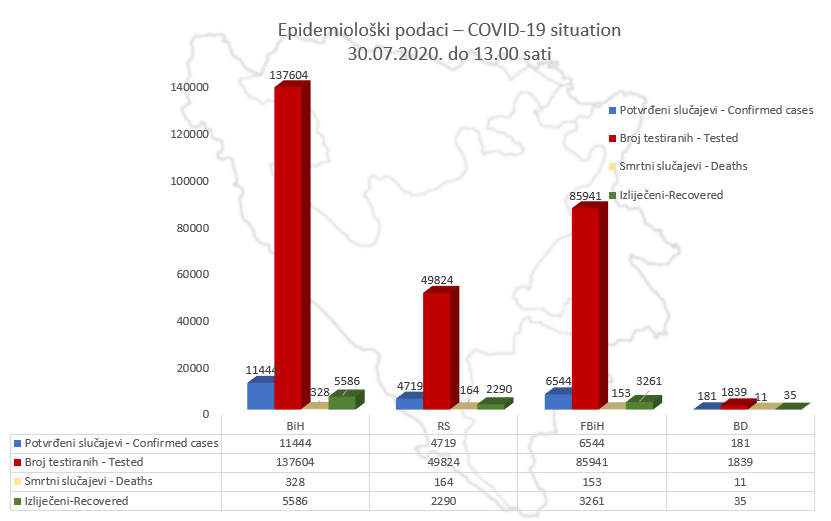 Epidemiološki podaci – COVID-19 situation
30.07.2020. do 13.00 sati
140000
120000
100000
80000
60000
40000
20000
0
137604
11444
328
5586
49824
4719
164
2290
85941
6544
153
3261
181
1839
11
35
Potvrđeni slučajevi - Confirmed cases
Broj testiranih - Tested
Smrtni slučajevi - Deaths
Izliječeni-Recovered
BiH RS FBiH BD
Potvrđeni slučajevi - Confirmed cases 11444 4719 6544 181
Broj testiranih - Tested 137604 49824 85941 1839
Smrtni slučajevi - Deaths 328 164 153 11
Izliječeni-Recovered 5586 2290 3261 35